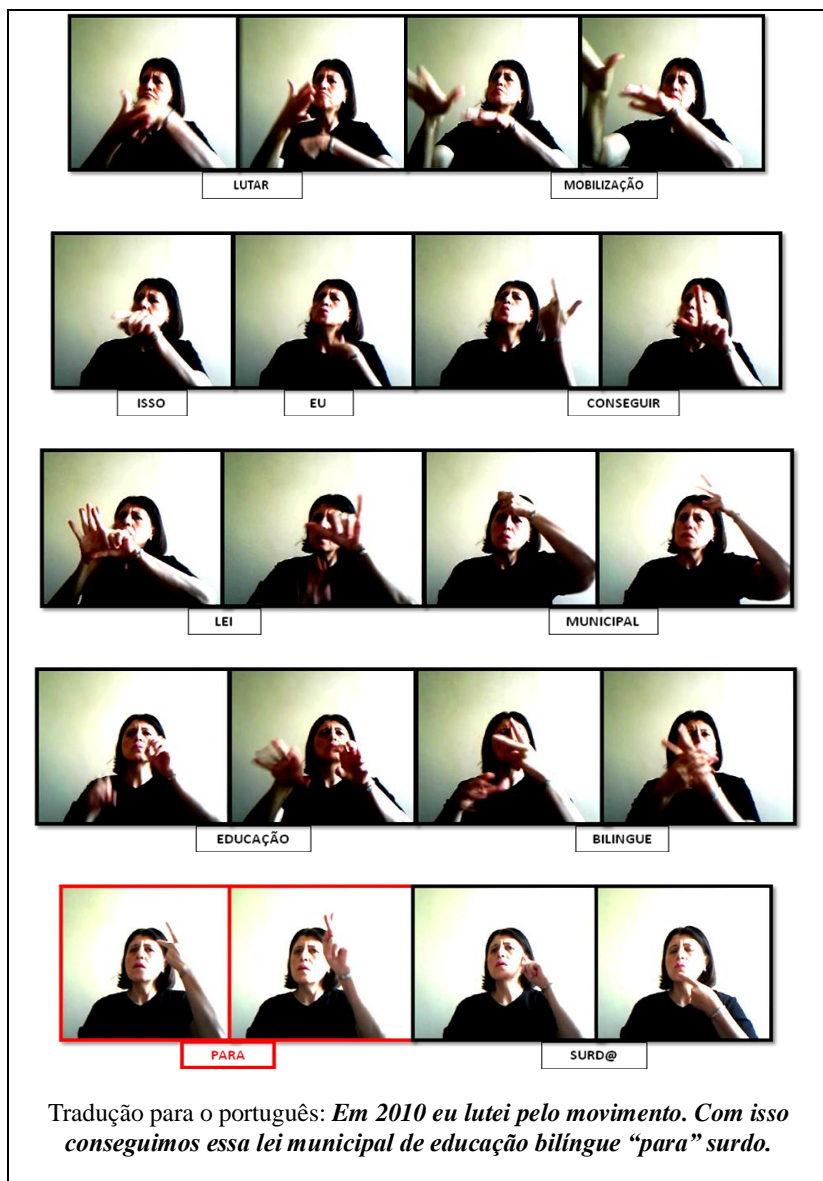 LUTAR MOBILIZAÇÃO
ISSO EU CONSEGUIR
LEI MUNICIPAL
EDUCAÇÃO BILINGUE
PARA SURD@
Tradução para o português: Em 2010 eu lutei pelo movimento. Com isso
conseguimos essa lei municipal de educação bilíngue “para” surdo.